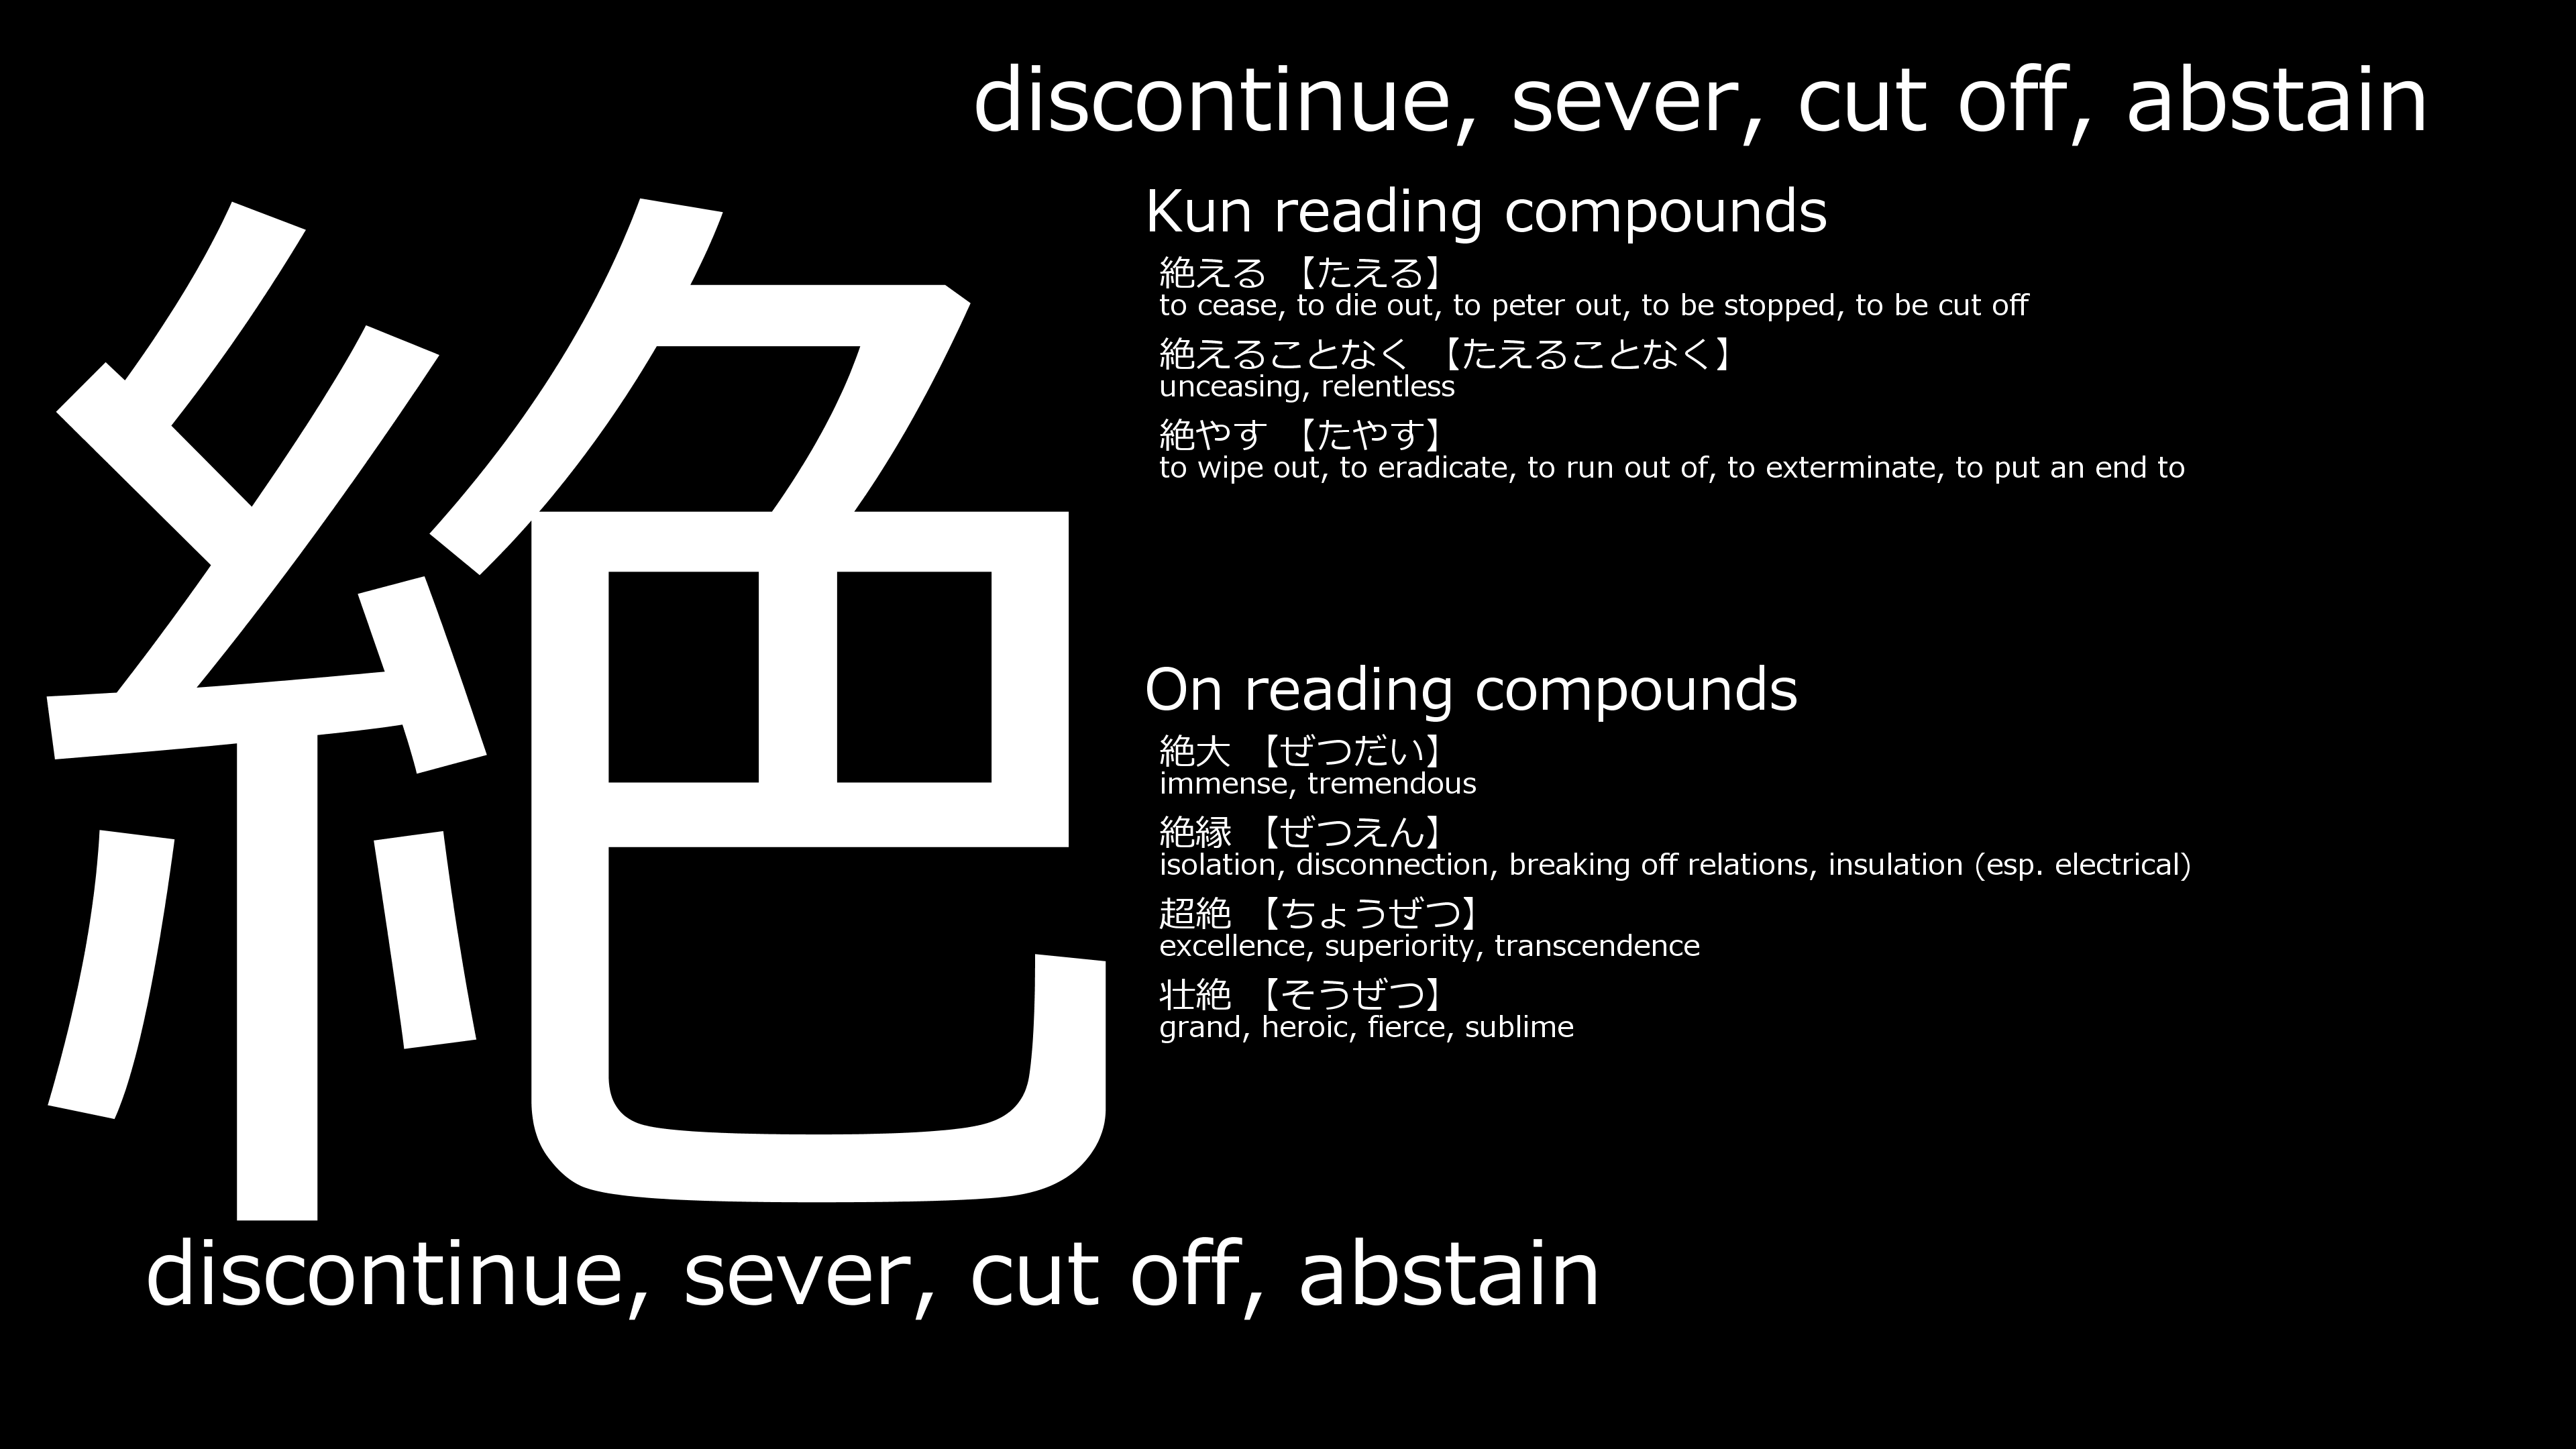 discontinue, sever, cut off, abstain
絶
Kun reading compounds
絶える 【たえる】
to cease, to die out, to peter out, to be stopped, to be cut off
絶えることなく 【たえることなく】
unceasing, relentless
絶やす 【たやす】
to wipe out, to eradicate, to run out of, to exterminate, to put an end to
On reading compounds
絶大 【ぜつだい】
immense, tremendous
絶縁 【ぜつえん】
isolation, disconnection, breaking off relations, insulation (esp. electrical)
超絶 【ちょうぜつ】
excellence, superiority, transcendence
壮絶 【そうぜつ】
grand, heroic, fierce, sublime
discontinue, sever, cut off, abstain